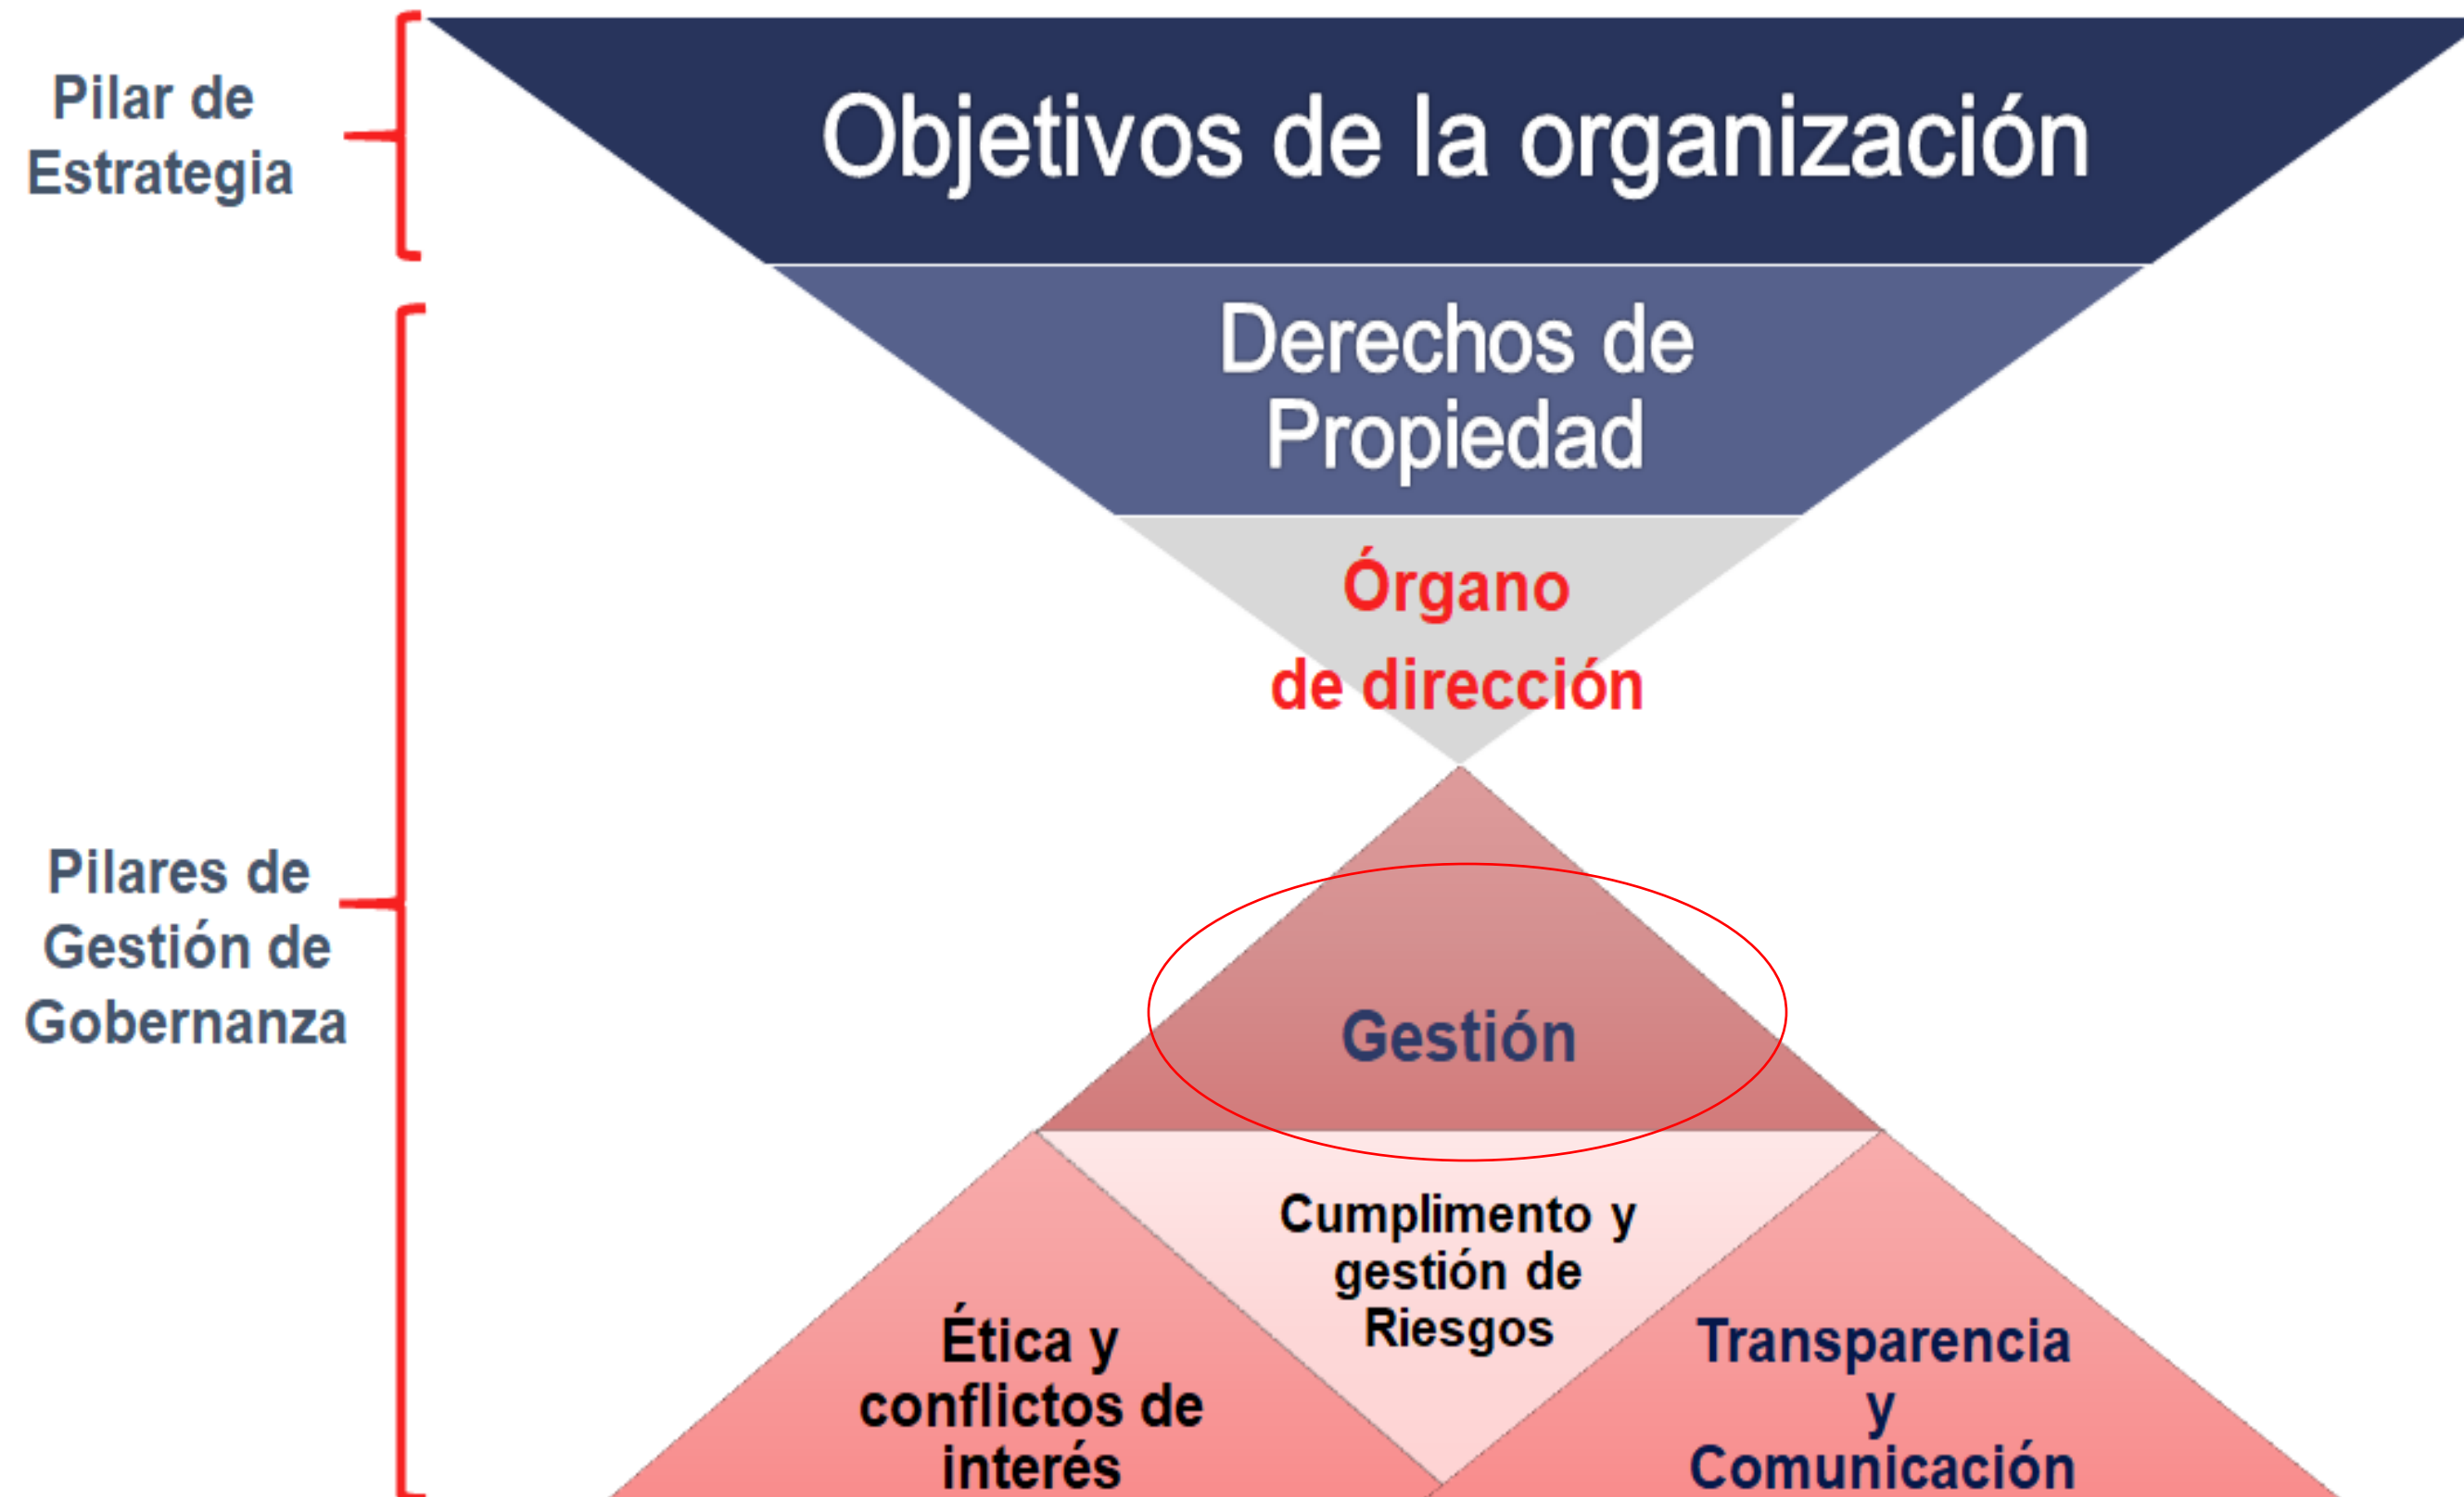 Pilar de
Estrategia
Objetivos de la organización
Derechos de
Propiedad
Órgano
de dirección
Pilares de
Gestión de
Gobernanza
Gestión
Cumplimento y
gestión de
Riesgos
Ética y
conflictos de
interés
Transparencia
y
Comunicación